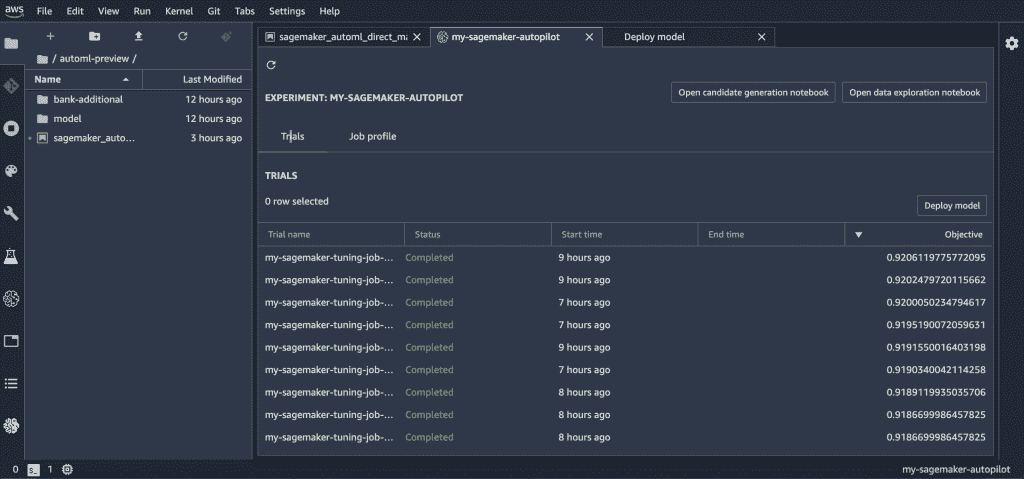 aws File Edit View Run Kernel Git Tabs Settings Help
sagemaker_automl_direct_ma
my-sagemaker-autopilot
Deploy model
/ automl-preview /
Name Last Modified
bank-additional 12 hours ago
model 12 hours ago
sagemaker_auto... 3 hours ago
EXPERIMENT: MY-SAGEMAKER-AUTOPILOT
Open candidate generation notebook
Open data exploration notebook
Trials Job profile
TRIALS
0 row selected
Deploy model
Trial name Status Start time End time Objective
my-sagemaker-tuning-job-... Completed 9 hours ago 0.9206119775772095
my-sagemaker-tuning-job-... Completed 9 hours ago 0.9202479720115662
my-sagemaker-tuning-job-... Completed 7 hours ago 0.9200050234794617
my-sagemaker-tuning-job-... Completed 7 hours ago 0.9195190072059631
my-sagemaker-tuning-job-... Completed 9 hours ago 0.9191550016403198
my-sagemaker-tuning-job-... Completed 7 hours ago 0.9190340042114258
my-sagemaker-tuning-job-... Completed 8 hours ago 0.9189119935035706
my-sagemaker-tuning-job-... Completed 8 hours ago 0.9186699986457825
my-sagemaker-tuning-job-... Completed 8 hours ago 0.9186699986457825
0 1 my-sagemaker-autopilot